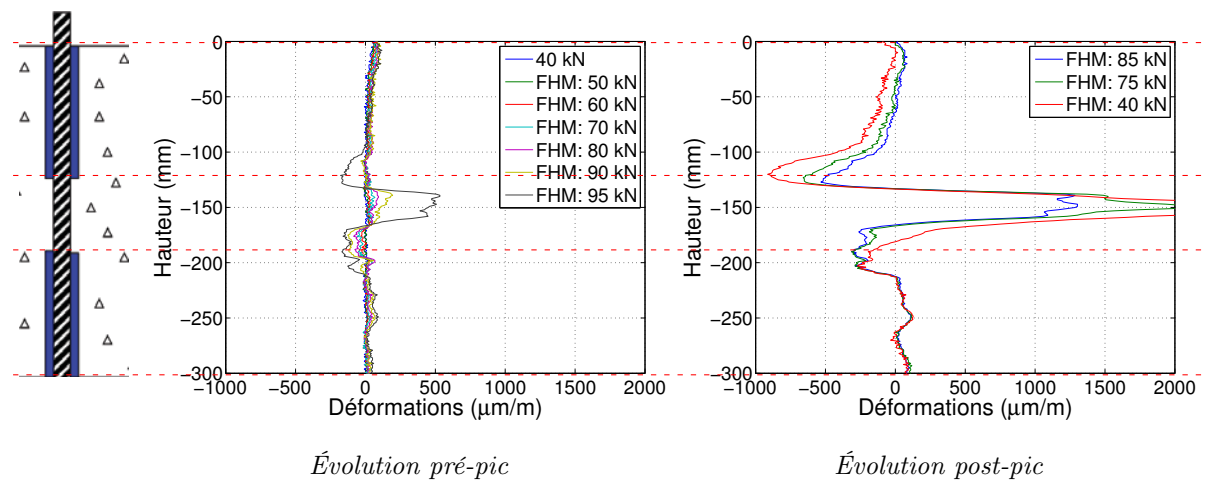 0
−50
−100
−150
−200
−250
−300
−1000 −500 0 500 1000 1500 2000
Hauteur (mm)
Déformations (μm/m)
40 kN
FHM: 50 kN
FHM: 60 kN
FHM: 70 kN
FHM: 80 kN
FHM: 90 kN
FHM: 95 kN
Évolution pré-pic
0
−50
−100
−150
−200
−250
−300
−1000 −500 0 500 1000 1500 2000
Hauteur (mm)
Déformations (μm/m)
FHM: 85 kN
FHM: 75 kN
FHM: 40 kN
Évolution post-pic